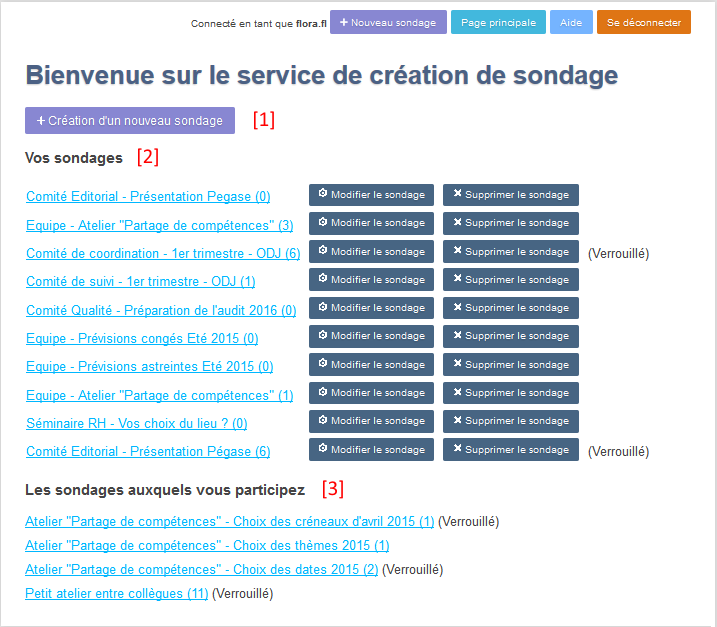 Connecté en tant que flora.fl + Nouveau sondage Page principale Aide Se déconnecter
Bienvenue sur le service de création de sondage
+ Création d'un nouveau sondage [1]
Vos sondages [2]
Comité Editorial - Présentation Pegase (0) Modifier le sondage Supprimer le sondage
Equipe - Atelier "Partage de compétences" (3) Modifier le sondage Supprimer le sondage
Comité de coordination - 1er trimestre - ODJ (6) Modifier le sondage Supprimer le sondage (Verrouillé)
Comité de suivi - 1er trimestre - ODJ (1) Modifier le sondage Supprimer le sondage
Comité Qualité - Préparation de l'audit 2016 (0) Modifier le sondage Supprimer le sondage
Equipe - Prévisions congés Eté 2015 (0) Modifier le sondage Supprimer le sondage
Equipe - Prévisions astreintes Eté 2015 (0) Modifier le sondage Supprimer le sondage
Equipe - Atelier "Partage de compétences" (1) Modifier le sondage Supprimer le sondage
Séminaire RH - Vos choix du lieu ? (0) Modifier le sondage Supprimer le sondage
Comité Editorial - Présentation Pégase (6) Modifier le sondage Supprimer le sondage (Verrouillé)
Les sondages auxquels vous participez [3]
Atelier "Partage de compétences" - Choix des créneaux d'avril 2015 (1) (Verrouillé)
Atelier "Partage de compétences" - Choix des thèmes 2015 (1)
Atelier "Partage de compétences" - Choix des dates 2015 (2) (Verrouillé)
Petit atelier entre collègues (11) (Verrouillé)